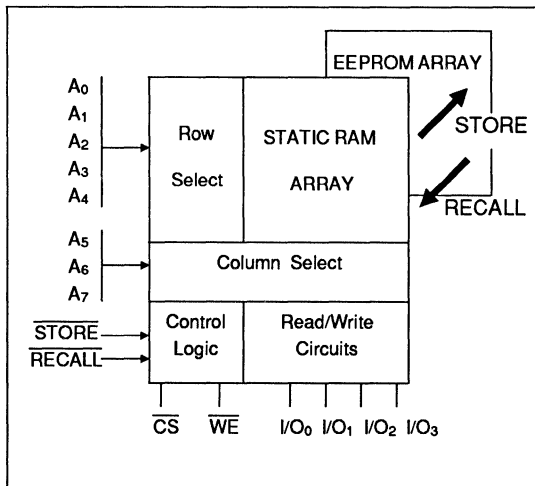 EEPROM ARRAY
A0
A1
A2
A3
A4
Row
Select
STATIC RAM
ARRAY
STORE
RECALL
A5
A6
A7
Column Select
STORE
RECALL
Control
Logic
Read/Write
Circuits
CS
WE
I/O0
I/O1
I/O2
I/O3